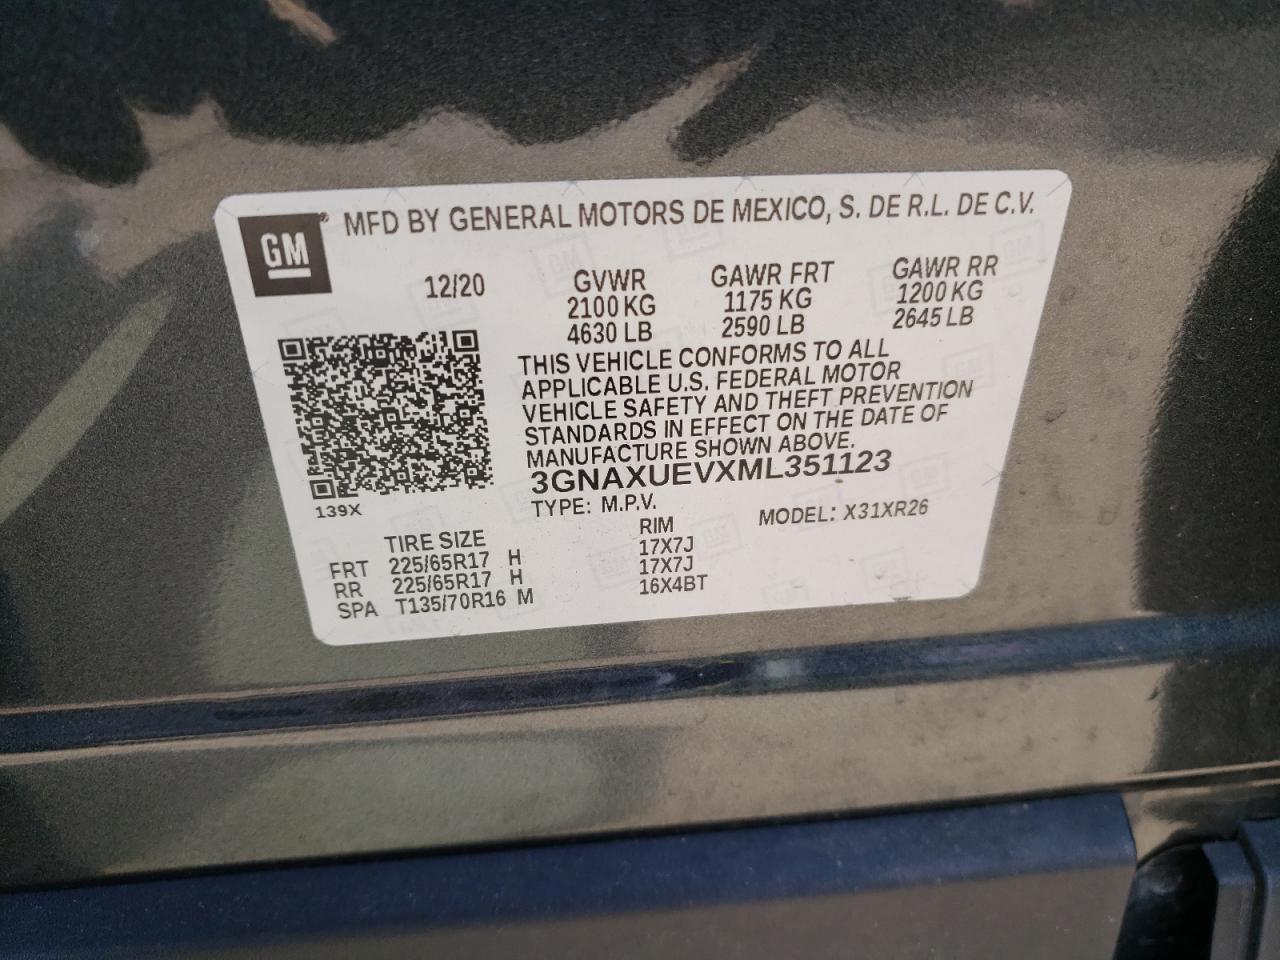 GM® MFD BY GENERAL MOTORS DE MEXICO, S. DE R.L. DE C.V.
12/20 GVWR GAWR FRT GAWR RR
2100 KG 1175 KG 1200 KG
4630 LB 2590 LB 2645 LB
THIS VEHICLE CONFORMS TO ALL
APPLICABLE U.S. FEDERAL MOTOR
VEHICLE SAFETY AND THEFT PREVENTION
STANDARDS IN EFFECT ON THE DATE OF
MANUFACTURE SHOWN ABOVE.
3GNAXUEVXML351123
139X
TYPE: M.P.V. MODEL: X31XR26
TIRE SIZE RIM
FRT 225/65R17 H 17X7J
RR 225/65R17 H 17X7J
SPA T135/70R16 M 16X4BT